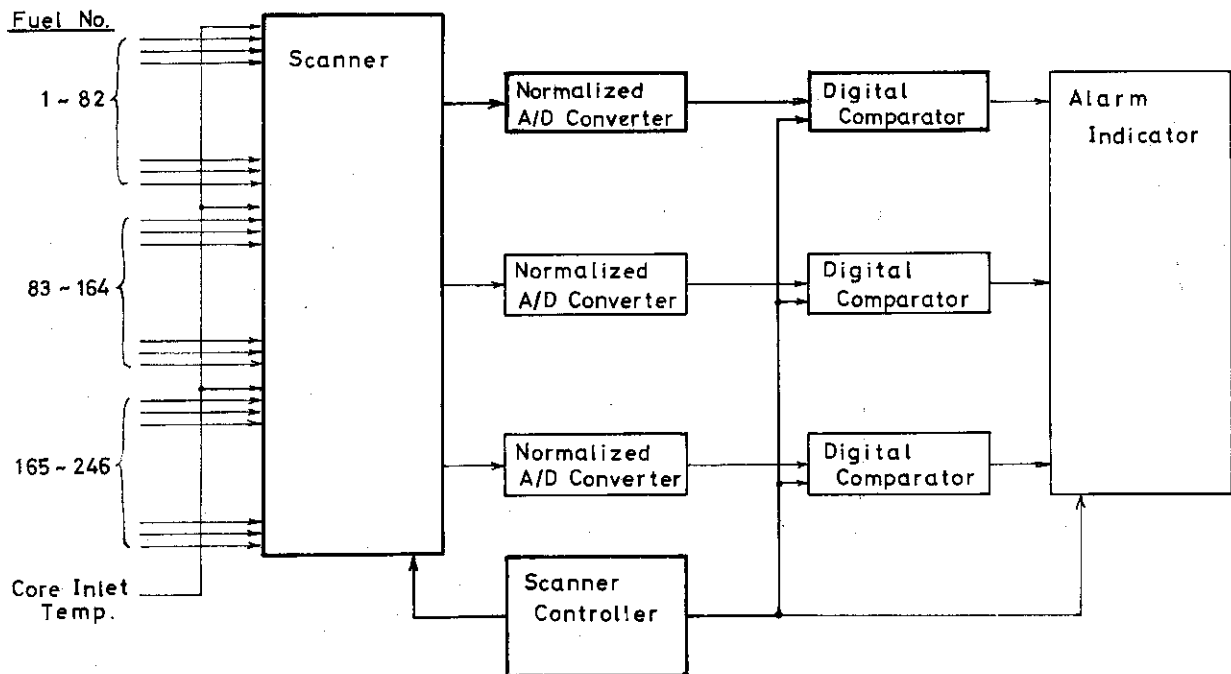 Fuel No.
1 ~ 82
83 ~ 164
165 ~ 246
Core Inlet
Temp.
Scanner
Normalized
A/D Converter
Normalized
A/D Converter
Normalized
A/D Converter
Scanner
Controller
Digital
Comparator
Digital
Comparator
Digital
Comparator
Alarm
Indicator